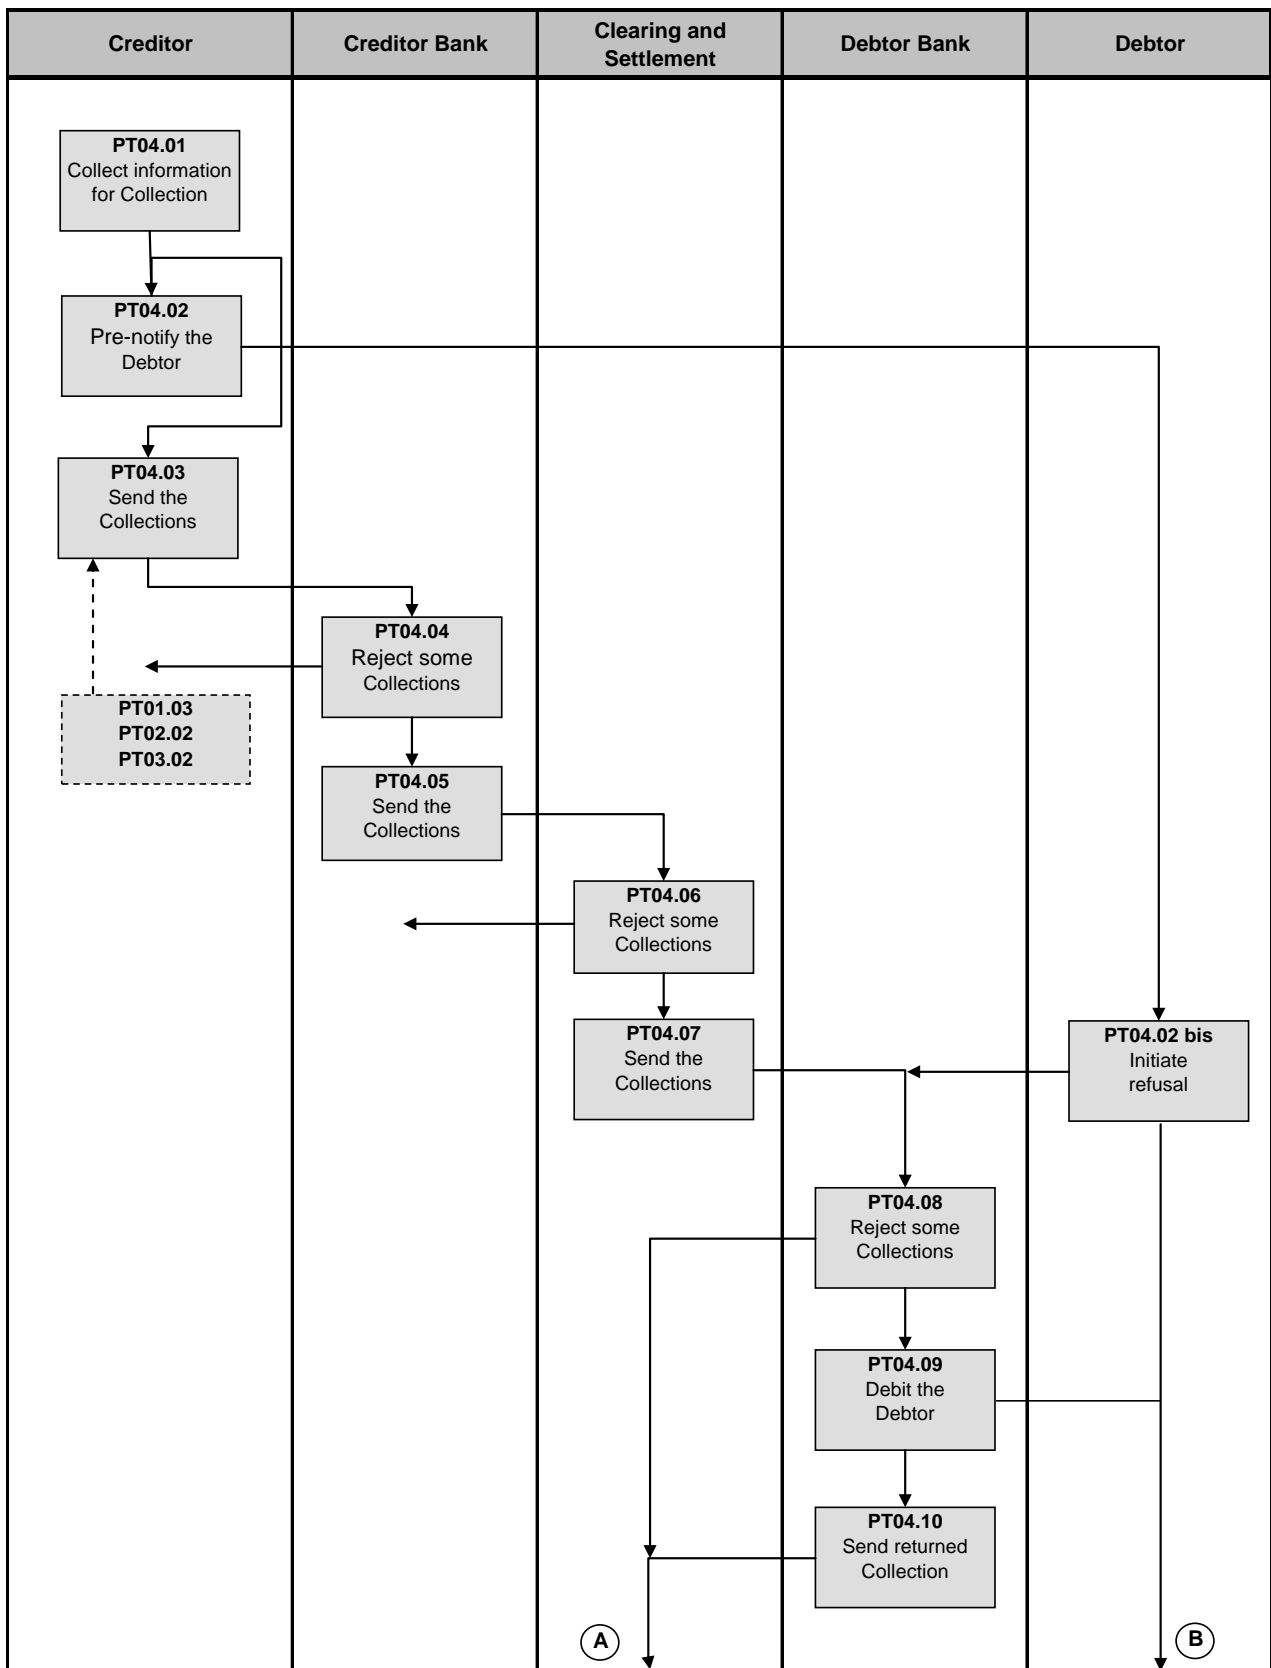 Creditor
Creditor Bank
Clearing and
Settlement
Debtor Bank
Debtor
PT04.01
Collect information
for Collection
PT04.02
Pre-notify the
Debtor
PT04.03
Send the
Collections
PT04.04
Reject some
Collections
PT01.03
PT02.02
PT03.02
PT04.05
Send the
Collections
PT04.06
Reject some
Collections
PT04.07
Send the
Collections
PT04.02 bis
Initiate
refusal
PT04.08
Reject some
Collections
PT04.09
Debit the
Debtor
PT04.10
Send returned
Collection
A
B